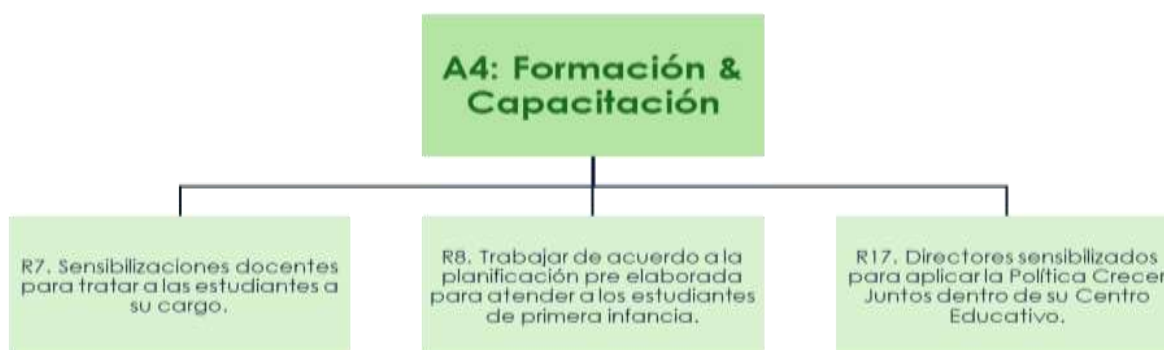 A4: Formación &
Capacitación
R7. Sensibilizaciones docentes
para tratar a las estudiantes a
su cargo.
R8. Trabajar de acuerdo a la
planificación pre elaborada
para atender a los estudiantes
de primera infancia.
R17. Directores sensibilizados
para aplicar la Política Crecer
Juntos dentro de su Centro
Educativo.